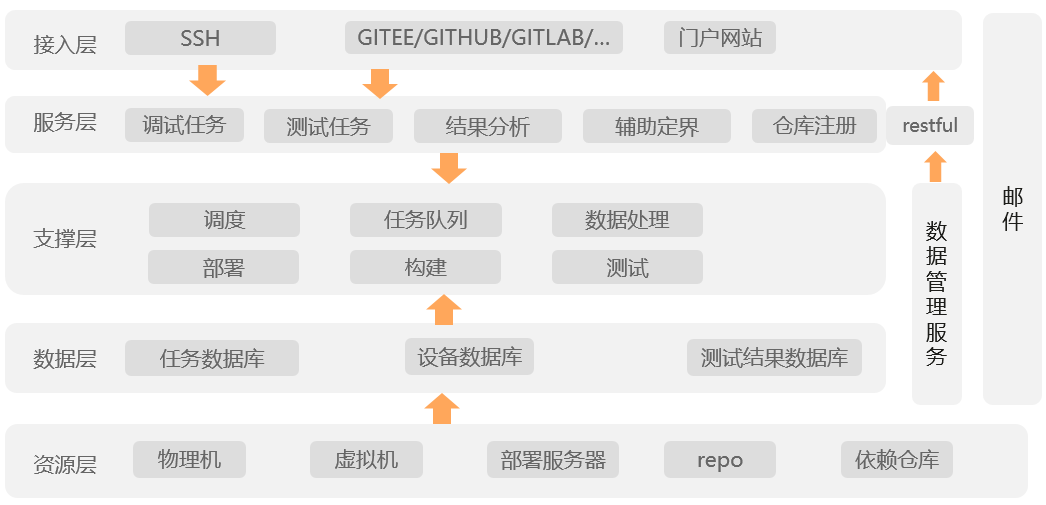 接入层
SSH
GITEE/GITHUB/GITLAB/...
门户网站
服务层
调试任务
测试任务
结果分析
辅助定界
仓库注册
restful
支撑层
调度
任务队列
数据处理
部署
构建
测试
数据管理服务
邮件
数据层
任务数据库
设备数据库
测试结果数据库
资源层
物理机
虚拟机
部署服务器
repo
依赖仓库